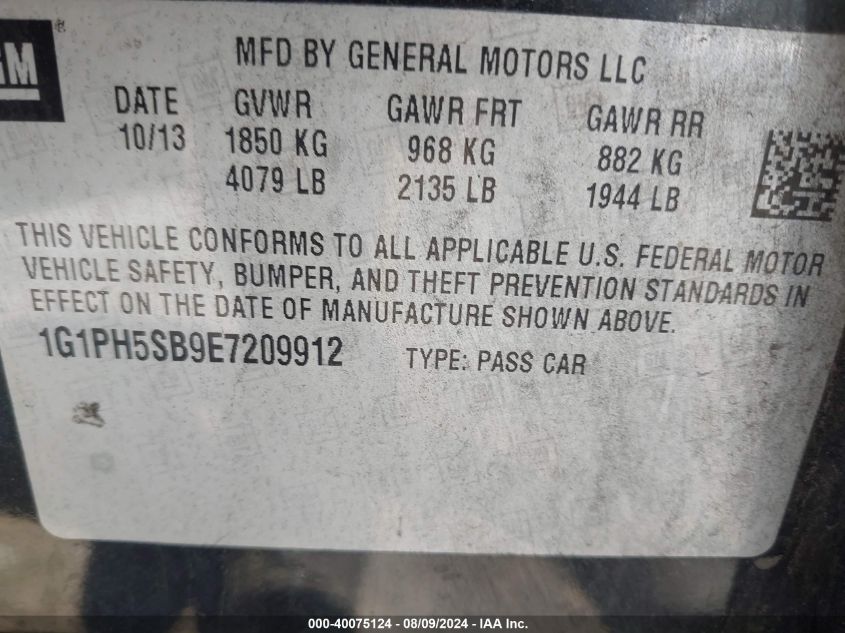 GM
MFD BY GENERAL MOTORS LLC
DATE GVWR GAWR FRT GAWR RR
10/13 1850 KG 968 KG 882 KG
4079 LB 2135 LB 1944 LB
THIS VEHICLE CONFORMS TO ALL APPLICABLE U.S. FEDERAL MOTOR
VEHICLE SAFETY, BUMPER, AND THEFT PREVENTION STANDARDS IN
EFFECT ON THE DATE OF MANUFACTURE SHOWN ABOVE.
1G1PH5SB9E7209912 TYPE: PASS CAR
000-40075124 - 08/09/2024 - IAA Inc.